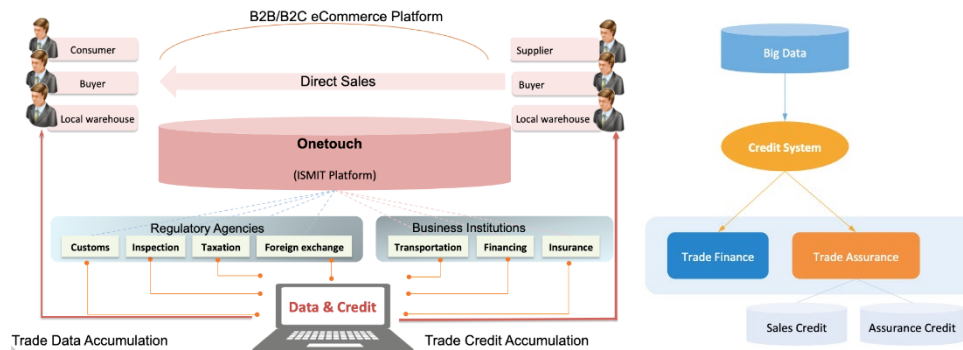 B2B/B2C eCommerce Platform
Consumer
Buyer
Local warehouse
Direct Sales
Supplier
Buyer
Local warehouse
Onetouch
(ISMIT Platform)
Regulatory Agencies
Customs
Inspection
Taxation
Foreign exchange
Business Institutions
Transportation
Financing
Insurance
Data & Credit
Trade Data Accumulation
Trade Credit Accumulation
Big Data
Credit System
Trade Finance
Trade Assurance
Sales Credit
Assurance Credit